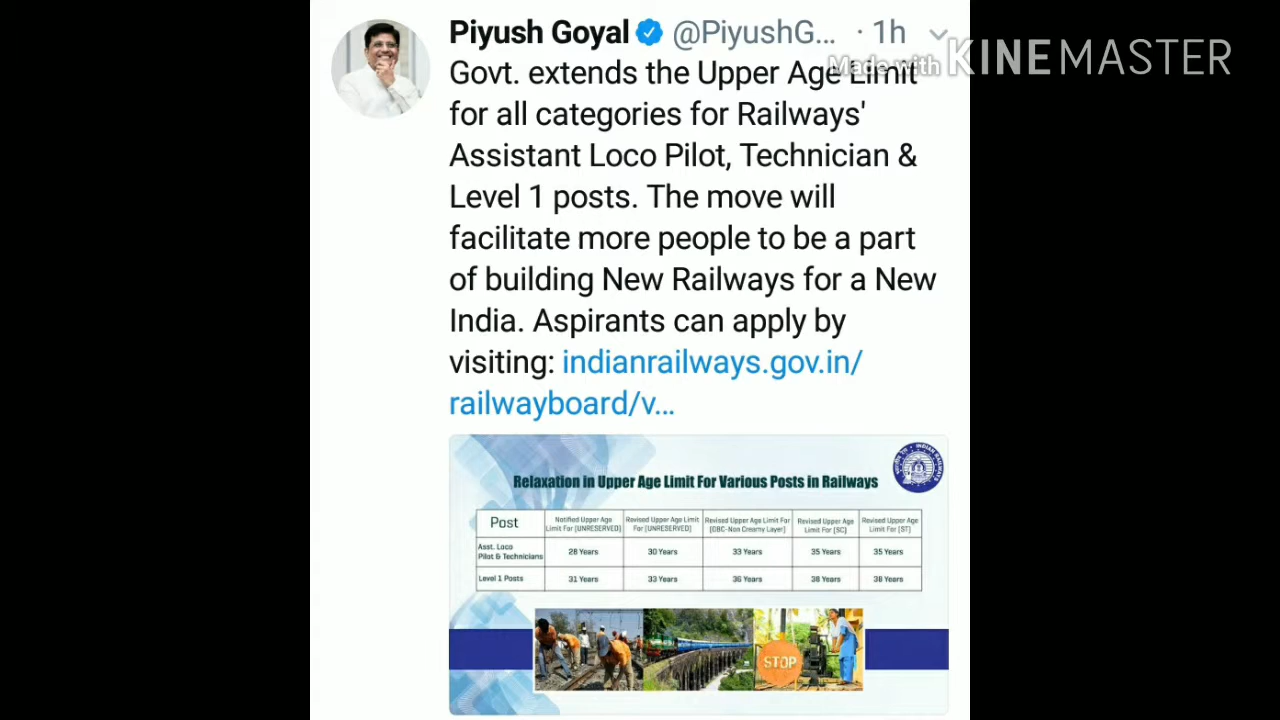 Piyush Goyal @PiyushG... · 1h
Made with KINEMASTER
Govt. extends the Upper Age Limit
for all categories for Railways'
Assistant Loco Pilot, Technician &
Level 1 posts. The move will
facilitate more people to be a part
of building New Railways for a New
India. Aspirants can apply by
visiting: indianrailways.gov.in/
railwayboard/v...
Relaxation in Upper Age Limit For Various Posts in Railways
Post
Notified Upper Age
Limit For [UNRESERVED]
Revised Upper Age Limit
For [UNRESERVED]
Revised Upper Age Limit For
[OBC-Non Creamy Layer]
Revised Upper Age
Limit For [SC]
Revised Upper Age
Limit For [ST]
Asst. Loco
Pilot & Technicians
28 Years
30 Years
33 Years
35 Years
35 Years
Level 1 Posts
31 Years
33 Years
36 Years
38 Years
38 Years
STOP